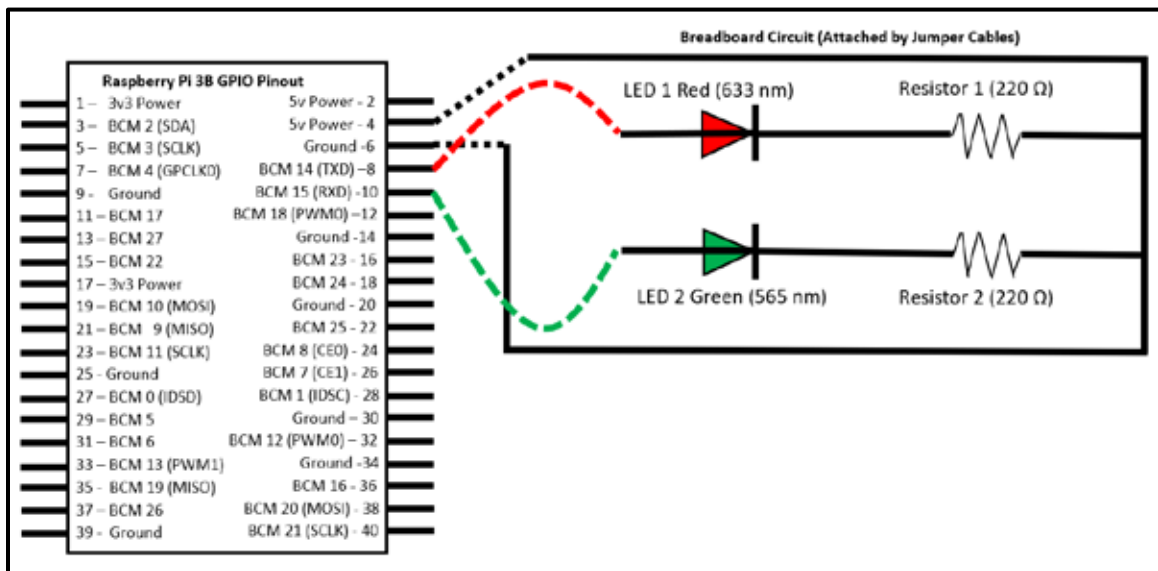 Breadboard Circuit (Attached by Jumper Cables)
Raspberry Pi 3B GPIO Pinout
1 – 3v3 Power
5v Power - 2
3 – BCM 2 (SDA)
5v Power - 4
5 – BCM 3 (SCLK)
Ground -6
7 – BCM 4 (GPCLK0)
BCM 14 (TXD) –8
9 - Ground
BCM 15 (RXD) -10
11 – BCM 17
BCM 18 (PWM0) –12
13 – BCM 27
Ground -14
15 – BCM 22
BCM 23 - 16
17 – 3v3 Power
BCM 24 - 18
19 – BCM 10 (MOSI)
Ground - 20
21 – BCM 9 (MISO)
BCM 25 - 22
23 – BCM 11 (SCLK)
BCM 8 (CE0) - 24
25 - Ground
BCM 7 (CE1) - 26
27 – BCM 0 (IDSD)
BCM 1 (IDSC) - 28
29 – BCM 5
Ground – 30
31 – BCM 6
BCM 12 (PWM0) – 32
33 – BCM 13 (PWM1)
Ground -34
35 - BCM 19 (MISO)
BCM 16 - 36
37 – BCM 26
BCM 20 (MOSI) - 38
39 - Ground
BCM 21 (SCLK) - 40
LED 1 Red (633 nm)
Resistor 1 (220 Ω)
LED 2 Green (565 nm)
Resistor 2 (220 Ω)